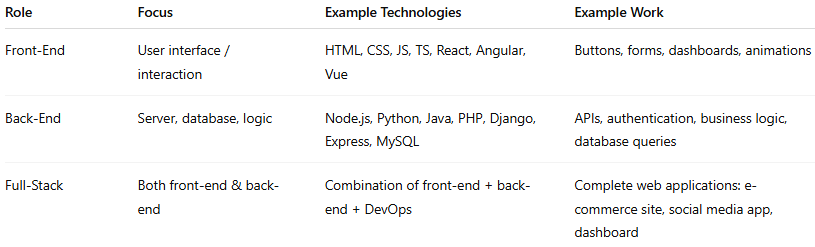 Role Focus Example Technologies Example Work
Front-End User interface / interaction HTML, CSS, JS, TS, React, Angular, Vue Buttons, forms, dashboards, animations
Back-End Server, database, logic Node.js, Python, Java, PHP, Django, Express, MySQL APIs, authentication, business logic, database queries
Full-Stack Both front-end & back-end Combination of front-end + back-end + DevOps Complete web applications: e-commerce site, social media app, dashboard